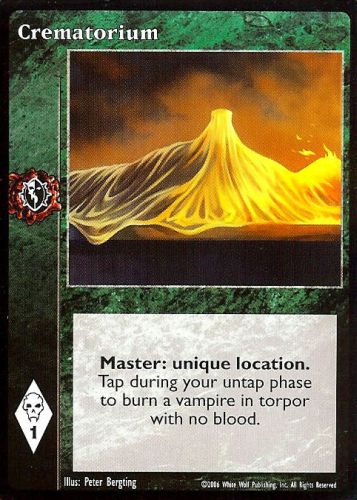 Crematorium
Master: unique location.
Tap during your untap phase
to burn a vampire in torpor
with no blood.
1
Illus: Peter Bergting
©2006 White Wolf Publishing, Inc. All Rights Reserved.